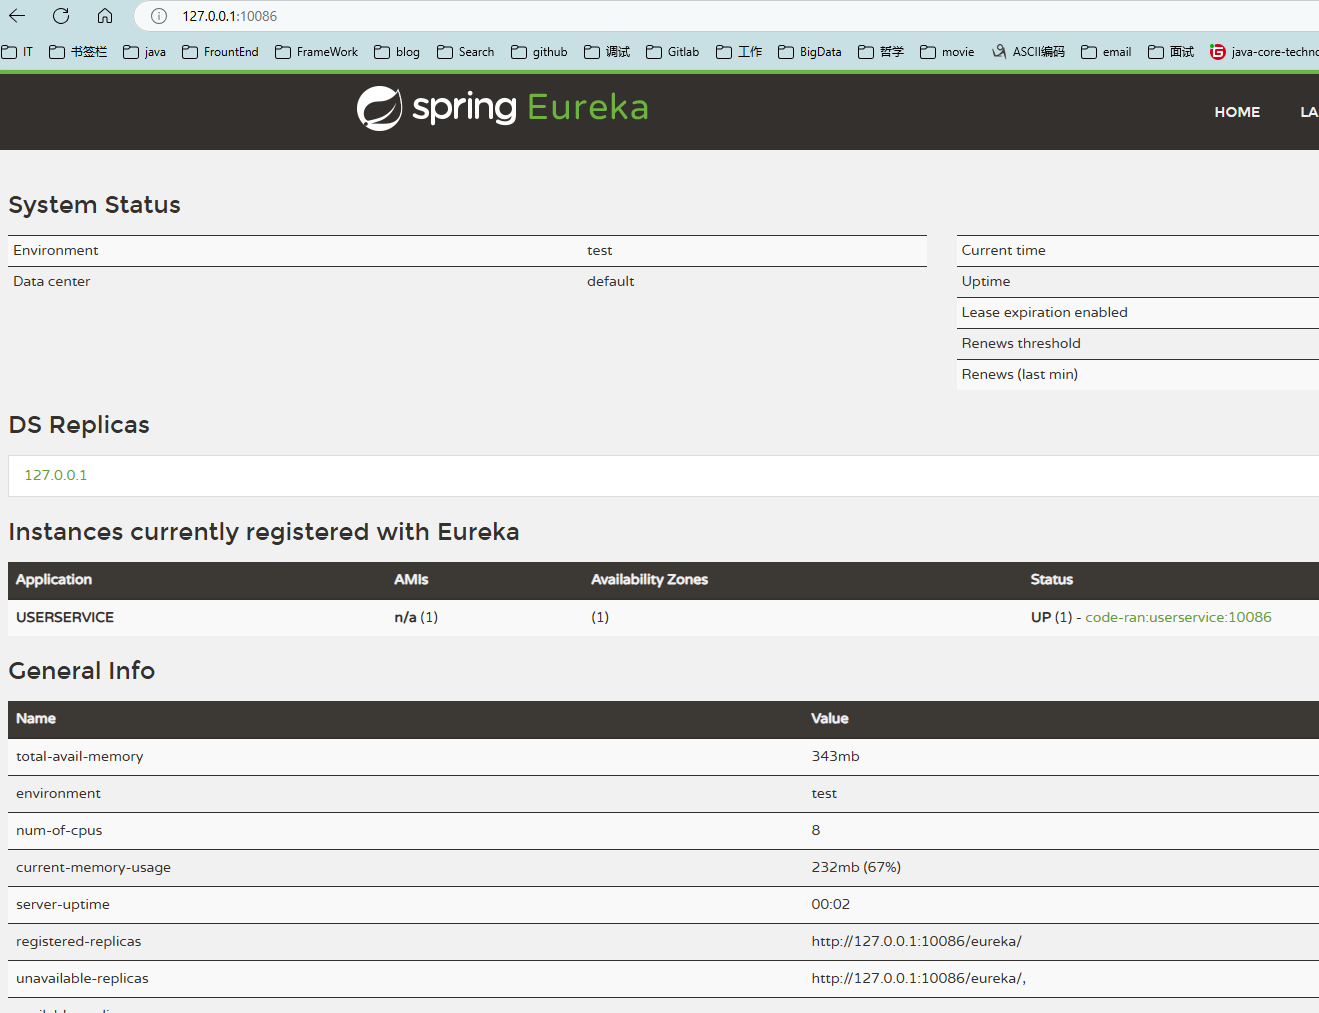 127.0.0.1:10086
IT 书签栏 java FrountEnd FrameWork blog Search github 调试 Gitlab 工作 BigData 哲学 movie ASCII编码 email 面试 java-core-techno
spring Eureka
HOME LA
System Status
Environment test
Data center default
Current time
Uptime
Lease expiration enabled
Renews threshold
Renews (last min)
DS Replicas
127.0.0.1
Instances currently registered with Eureka
Application AMIs Availability Zones Status
USERSERVICE n/a (1) (1) UP (1) - code-ran:userservice:10086
General Info
Name Value
total-avail-memory 343mb
environment test
num-of-cpus 8
current-memory-usage 232mb (67%)
server-uptime 00:02
registered-replicas http://127.0.0.1:10086/eureka/
unavailable-replicas http://127.0.0.1:10086/eureka/,